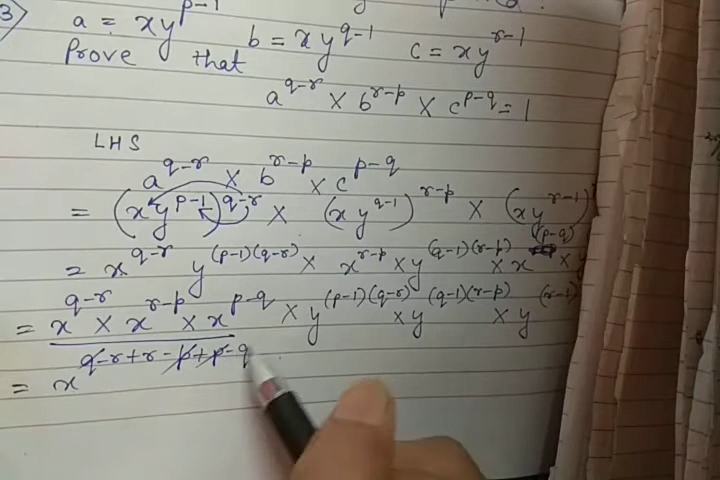 3) a = xy^{p-1} b = xy^{q-1} c = xy^{r-1}
Prove that
a^{q-r} × b^{r-p} × c^{p-q} = 1
LHS
a^{q-r} × b^{r-p} × c^{p-q}
= (xy^{p-1})^{q-r} × (xy^{q-1})^{r-p} × (xy^{r-1})
= x^{q-r} y^{(p-1)(q-r)} × x^{r-p} × y^{(q-1)(r-p)} × x^{(p-q)} × y
= x^{q-r} × x^{r-p} × x^{p-q} × y^{(p-1)(q-r)} × y^{(q-1)(r-p)} × y^{(r-1)}
= x^{q-r+r-p+p-q}